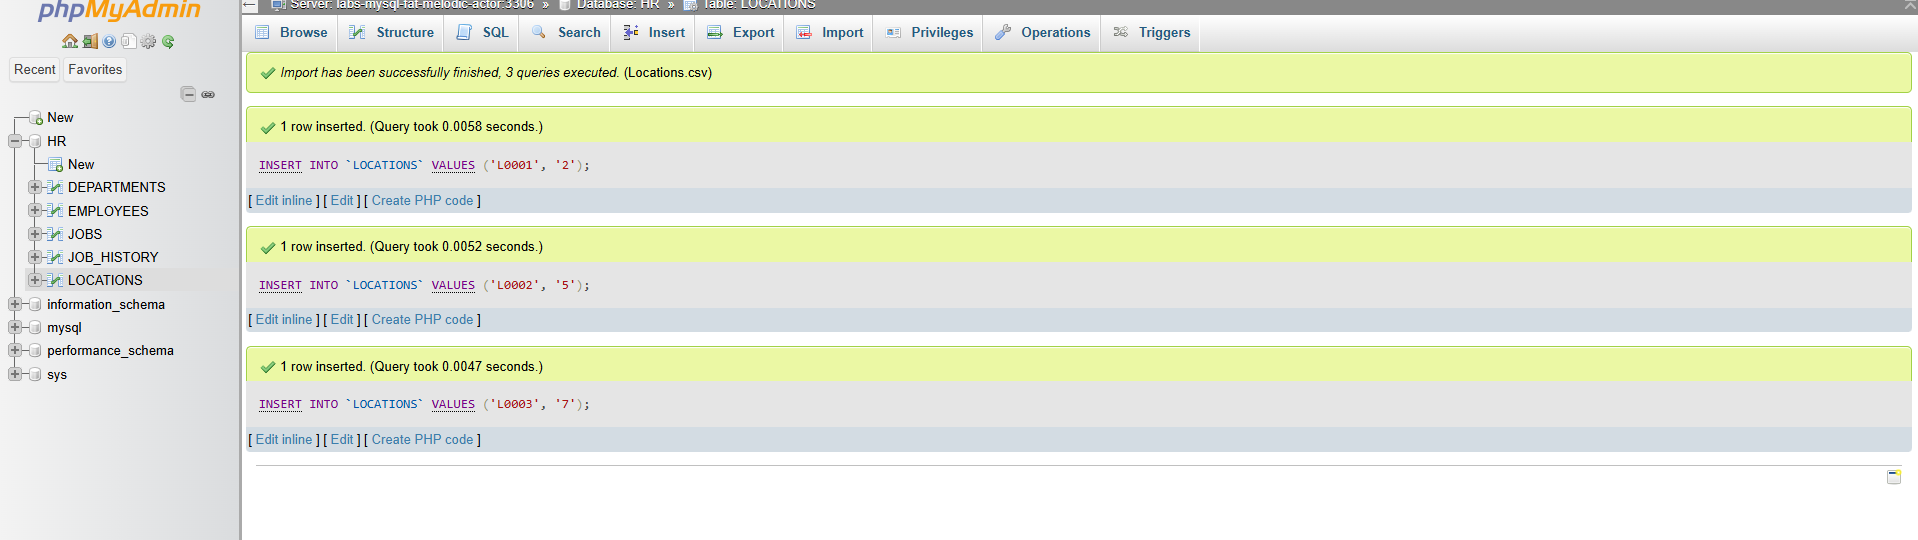 phpMyAdmin
Server: labs-mysql-fat-melodic-actor:3306 » Database: HR » Table: LOCATIONS
Browse Structure SQL Search Insert Export Import Privileges Operations Triggers
Recent Favorites
New
HR
New
DEPARTMENTS
EMPLOYEES
JOBS
JOB_HISTORY
LOCATIONS
information_schema
mysql
performance_schema
sys
Import has been successfully finished, 3 queries executed. (Locations.csv)
1 row inserted. (Query took 0.0058 seconds.)
INSERT INTO `LOCATIONS` VALUES ('L0001', '2');
[ Edit inline ] [ Edit ] [ Create PHP code ]
1 row inserted. (Query took 0.0052 seconds.)
INSERT INTO `LOCATIONS` VALUES ('L0002', '5');
[ Edit inline ] [ Edit ] [ Create PHP code ]
1 row inserted. (Query took 0.0047 seconds.)
INSERT INTO `LOCATIONS` VALUES ('L0003', '7');
[ Edit inline ] [ Edit ] [ Create PHP code ]